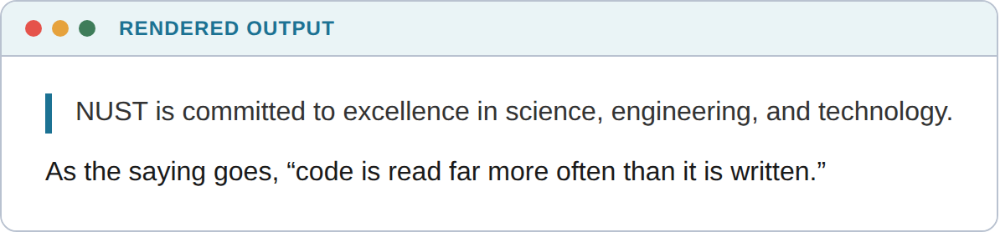 RENDERED OUTPUT
NUST is committed to excellence in science, engineering, and technology.
As the saying goes, “code is read far more often than it is written.”